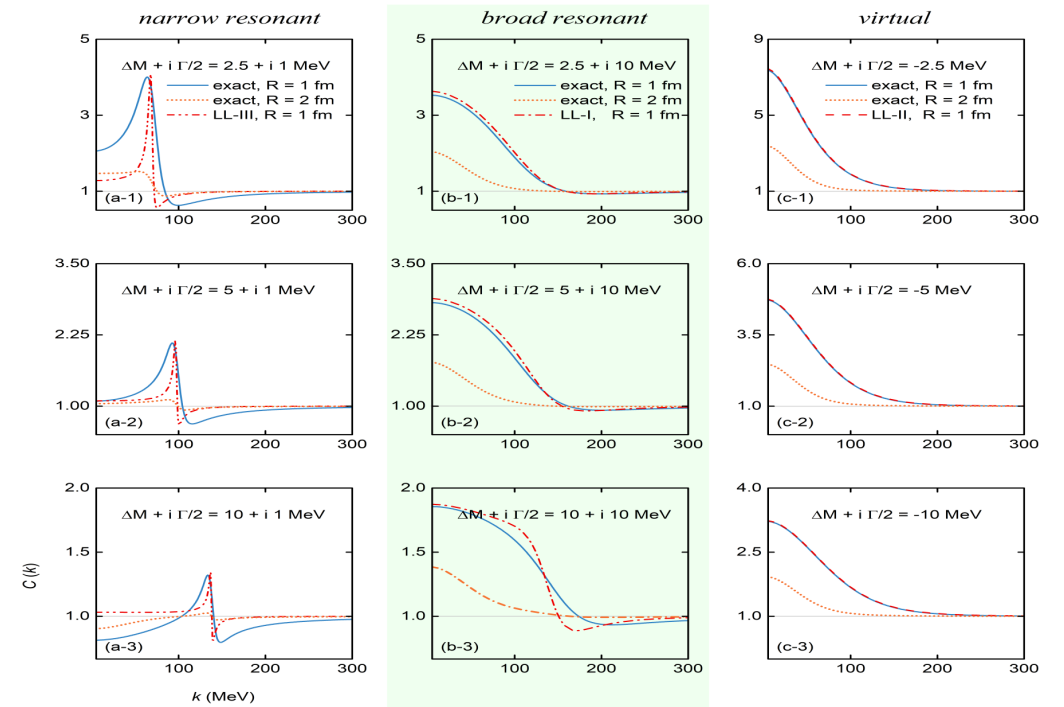 narrow resonant
broad resonant
virtual
5
3
1
ΔM + i Γ/2 = 2.5 + i 1 MeV
exact, R = 1 fm
exact, R = 2 fm
LL-III, R = 1 fm
(a-1)
100
200
300
5
3
1
ΔM + i Γ/2 = 2.5 + i 10 MeV
exact, R = 1 fm
exact, R = 2 fm
LL-I, R = 1 fm
(b-1)
100
200
300
9
5
1
ΔM + i Γ/2 = -2.5 MeV
exact, R = 1 fm
exact, R = 2 fm
LL-II, R = 1 fm
(c-1)
100
200
300
3.50
2.25
1.00
ΔM + i Γ/2 = 5 + i 1 MeV
(a-2)
100
200
300
3.50
2.25
1.00
ΔM + i Γ/2 = 5 + i 10 MeV
(b-2)
100
200
300
6.0
3.5
1.0
ΔM + i Γ/2 = -5 MeV
(c-2)
100
200
300
2.0
1.5
1.0
ΔM + i Γ/2 = 10 + i 1 MeV
(a-3)
100
200
300
C (k)
k (MeV)
2.0
1.5
1.0
ΔM + i Γ/2 = 10 + i 10 MeV
(b-3)
100
200
300
4.0
2.5
1.0
ΔM + i Γ/2 = -10 MeV
(c-3)
100
200
300